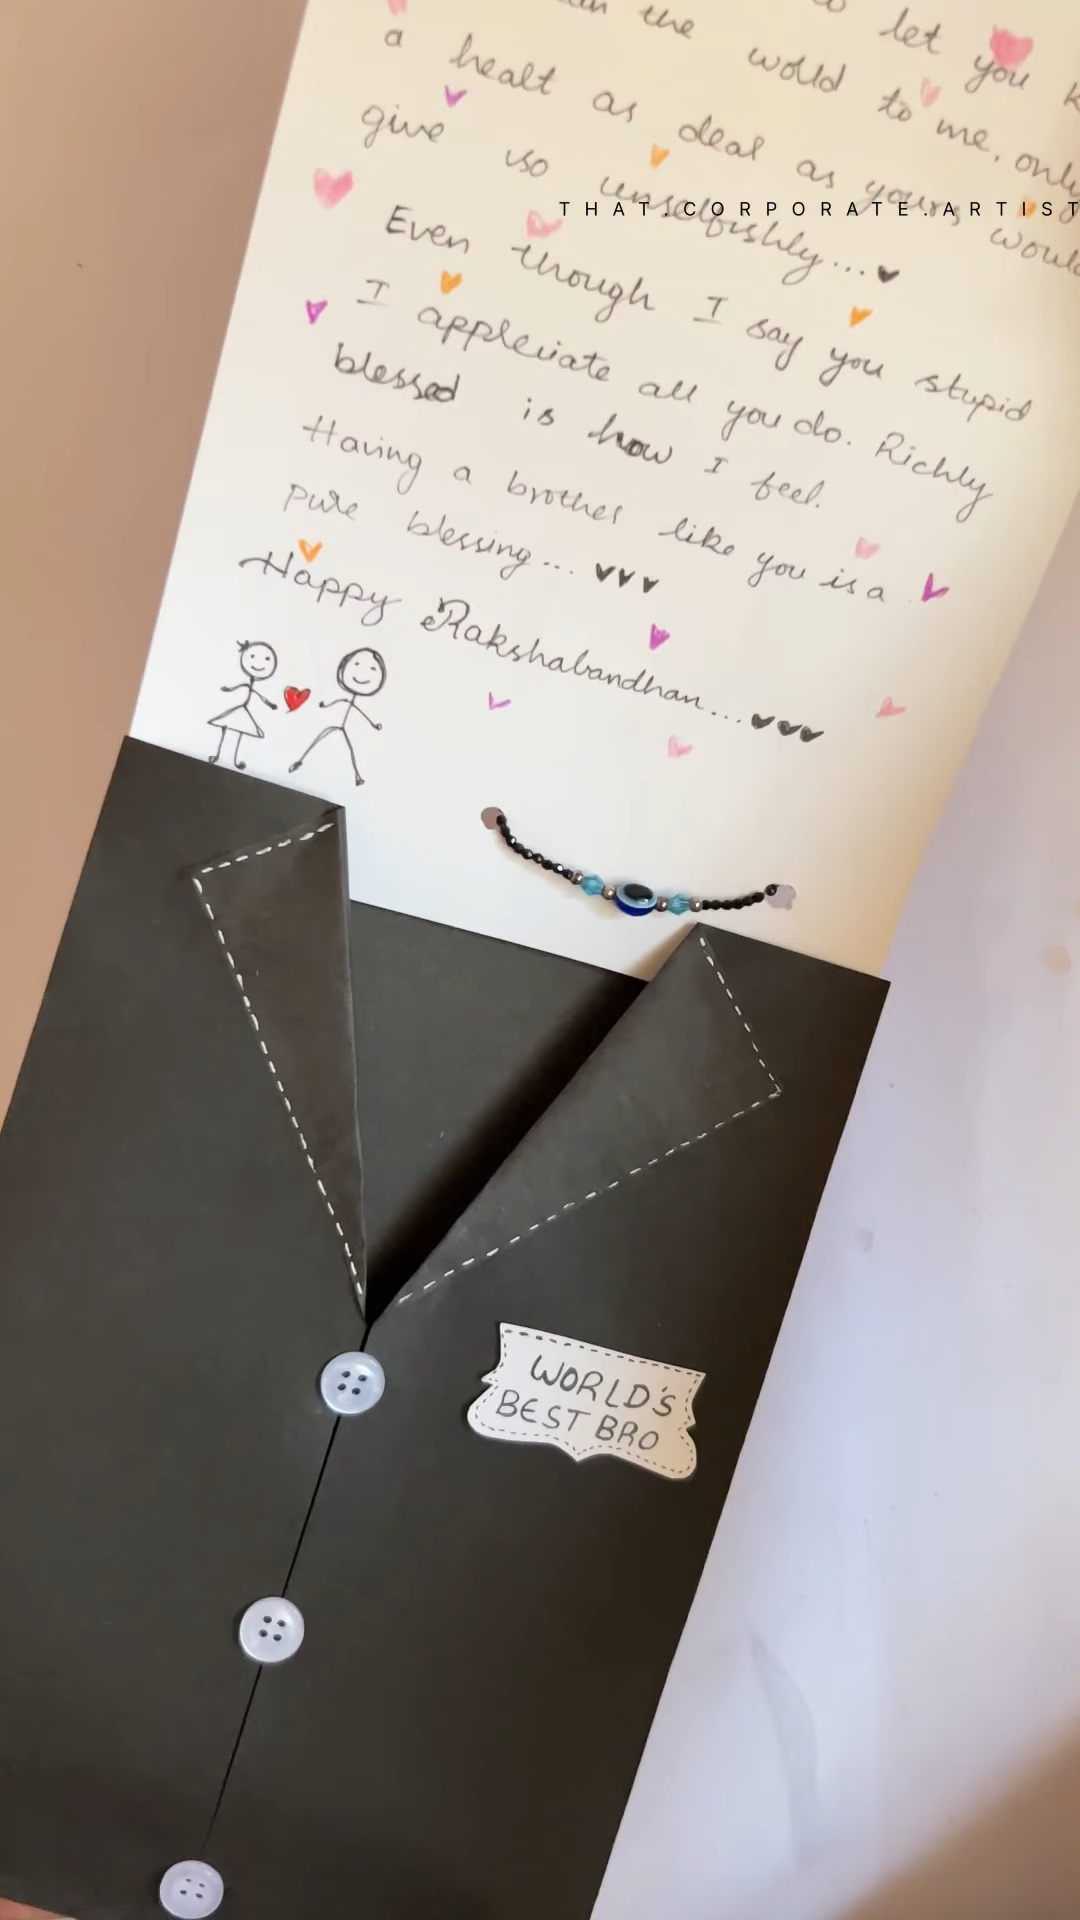 to let you k
the world to me. only
a heart as dear as yours, would
give so unselfishly...
THAT.CORPORATE.ARTIST
Even though I say you stupid
I appreciate all you do. Richly
blessed is how I feel.
Having a brother like you is a
pure blessing...
Happy Rakshabandhan...
WORLD'S
BEST BRO